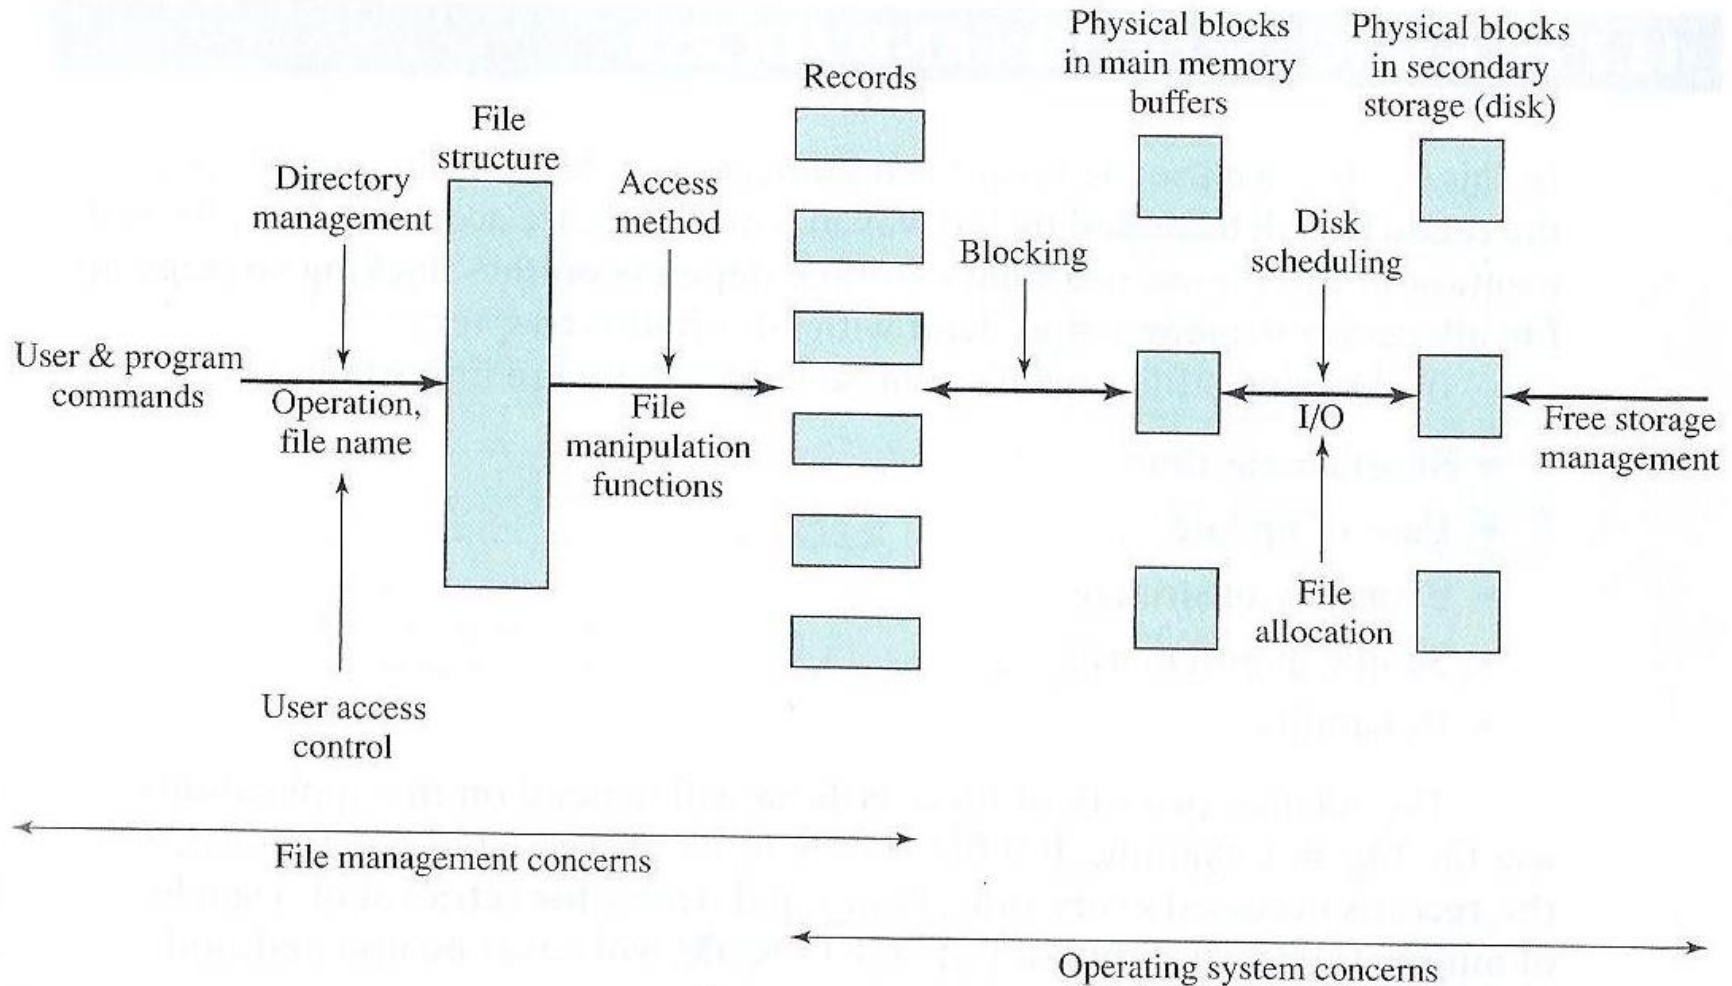 Physical blocks
in main memory
buffers
Physical blocks
in secondary
storage (disk)
Records
File
structure
Directory
management
Access
method
Blocking
Disk
scheduling
User & program
commands
Operation,
file name
File
manipulation
functions
I/O
Free storage
management
File
allocation
User access
control
File management concerns
Operating system concerns